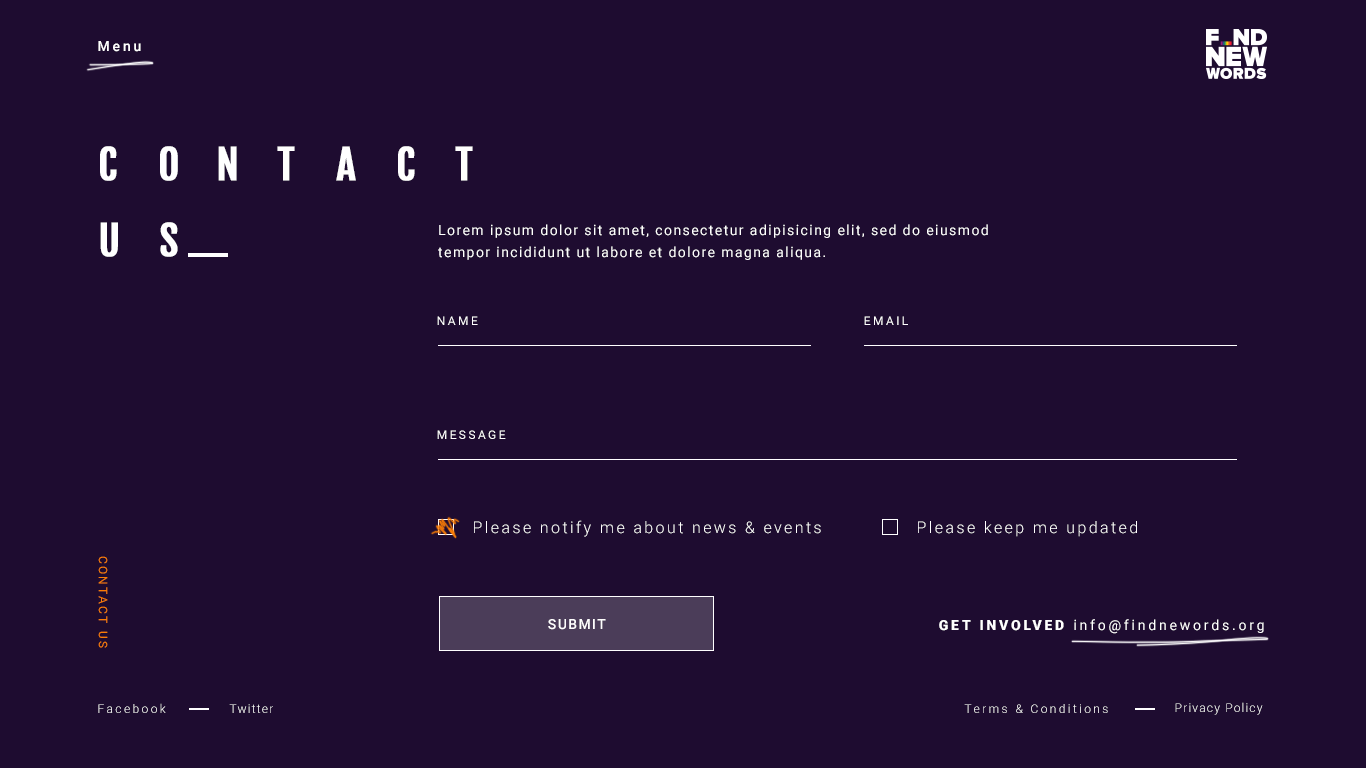 Menu
F ND
NEW
WORDS
CONTACT
US
Lorem ipsum dolor sit amet, consectetur adipisicing elit, sed do eiusmod
tempor incididunt ut labore et dolore magna aliqua.
NAME
EMAIL
MESSAGE
Please notify me about news & events
Please keep me updated
CONTACT US
SUBMIT
GET INVOLVED info@findnewords.org
Facebook — Twitter
Terms & Conditions — Privacy Policy